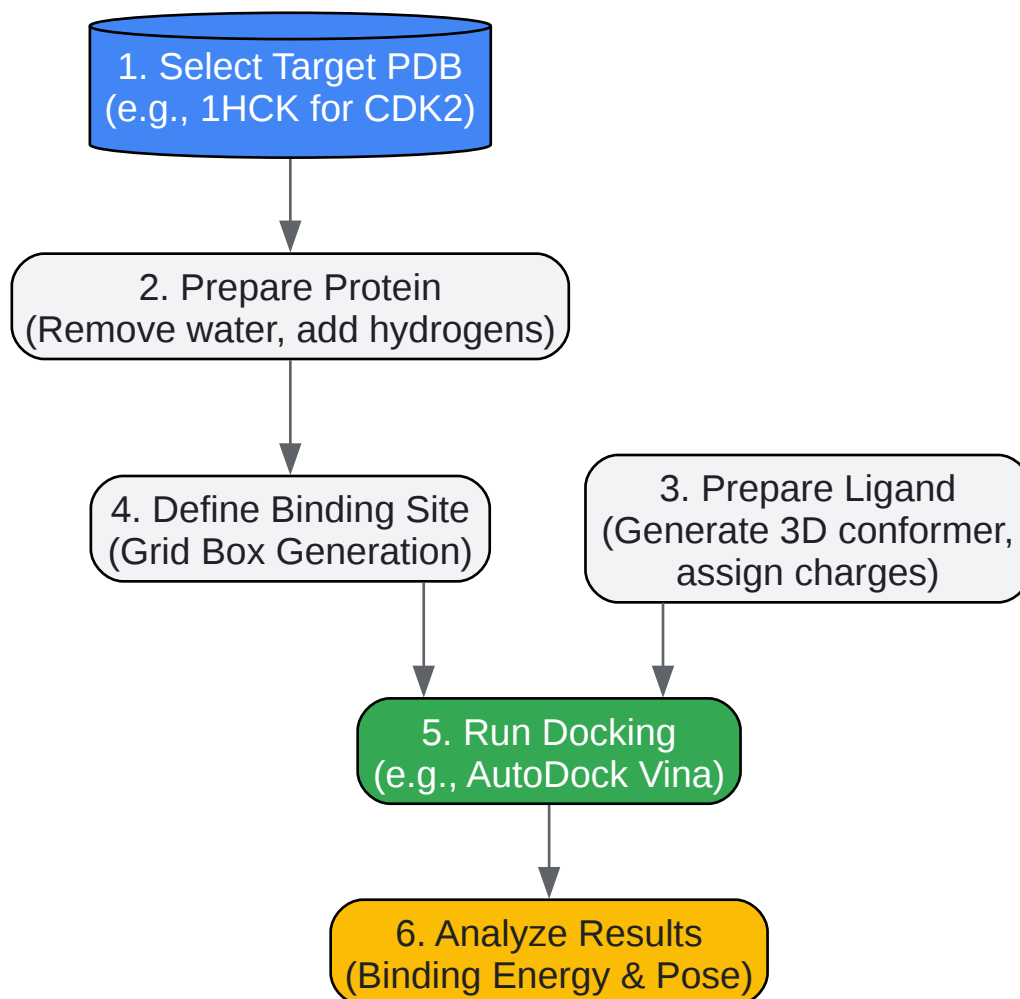 1. Select Target PDB
(e.g., 1HCK for CDK2)
2. Prepare Protein
(Remove water, add hydrogens)
3. Prepare Ligand
(Generate 3D conformer,
assign charges)
4. Define Binding Site
(Grid Box Generation)
5. Run Docking
(e.g., AutoDock Vina)
6. Analyze Results
(Binding Energy & Pose)